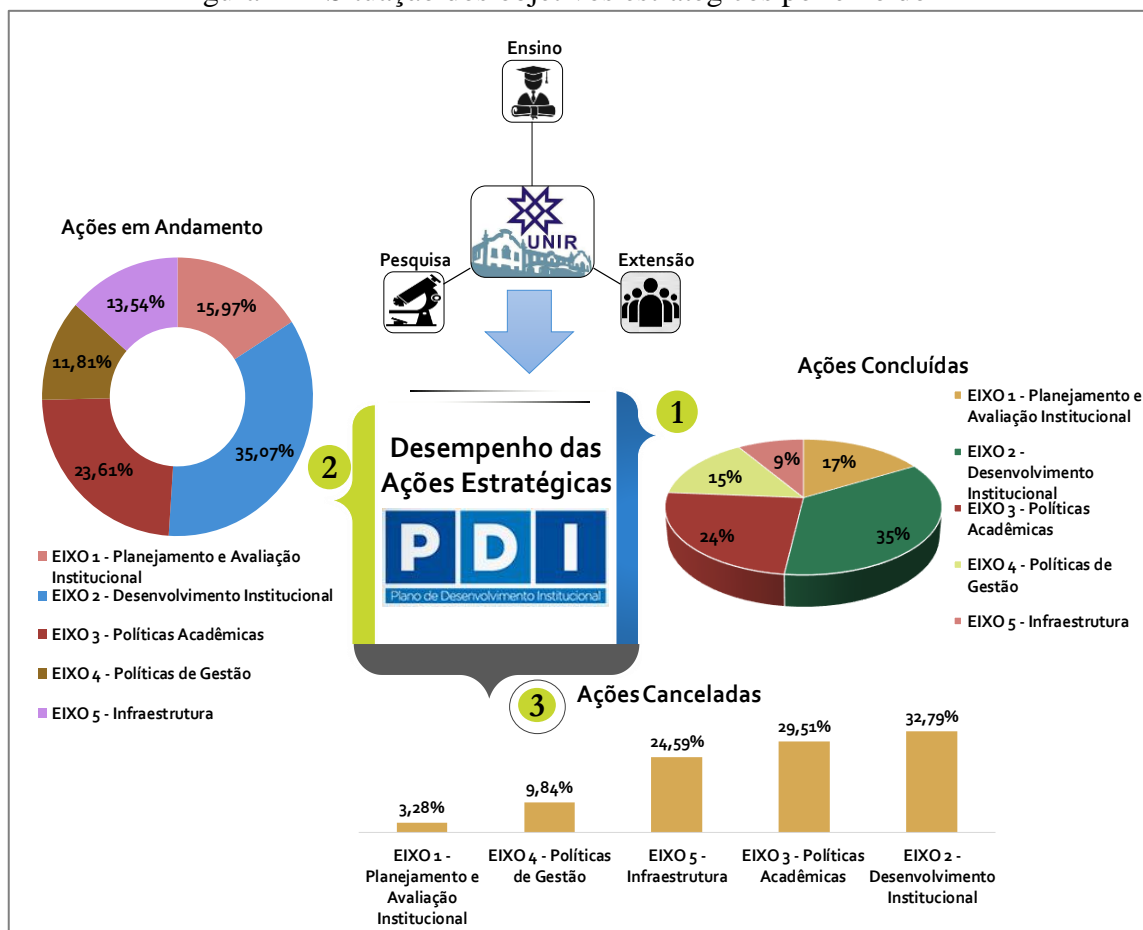 Ensino
UNIR
Pesquisa
Extensão
Ações em Andamento
13,54%
15,97%
11,81%
23,61%
35,07%
EIXO 1 - Planejamento e Avaliação
Institucional
EIXO 2 - Desenvolvimento Institucional
EIXO 3 - Políticas Acadêmicas
EIXO 4 - Políticas de Gestão
EIXO 5 - Infraestrutura
2
Desempenho das
Ações Estratégicas
PDI
Plano de Desenvolvimento Institucional
1
Ações Concluídas
9%
17%
15%
24%
35%
EIXO 1 - Planejamento e
Avaliação Institucional
EIXO 2 -
Desenvolvimento
Institucional
EIXO 3 - Políticas
Acadêmicas
EIXO 4 - Políticas de
Gestão
EIXO 5 - Infraestrutura
3
Ações Canceladas
3,28%
9,84%
24,59%
29,51%
32,79%
EIXO 1 -
Planejamento e
Avaliação
Institucional
EIXO 4 - Políticas
de Gestão
EIXO 5 -
Infraestrutura
EIXO 3 - Políticas
Acadêmicas
EIXO 2 -
Desenvolvimento
Institucional